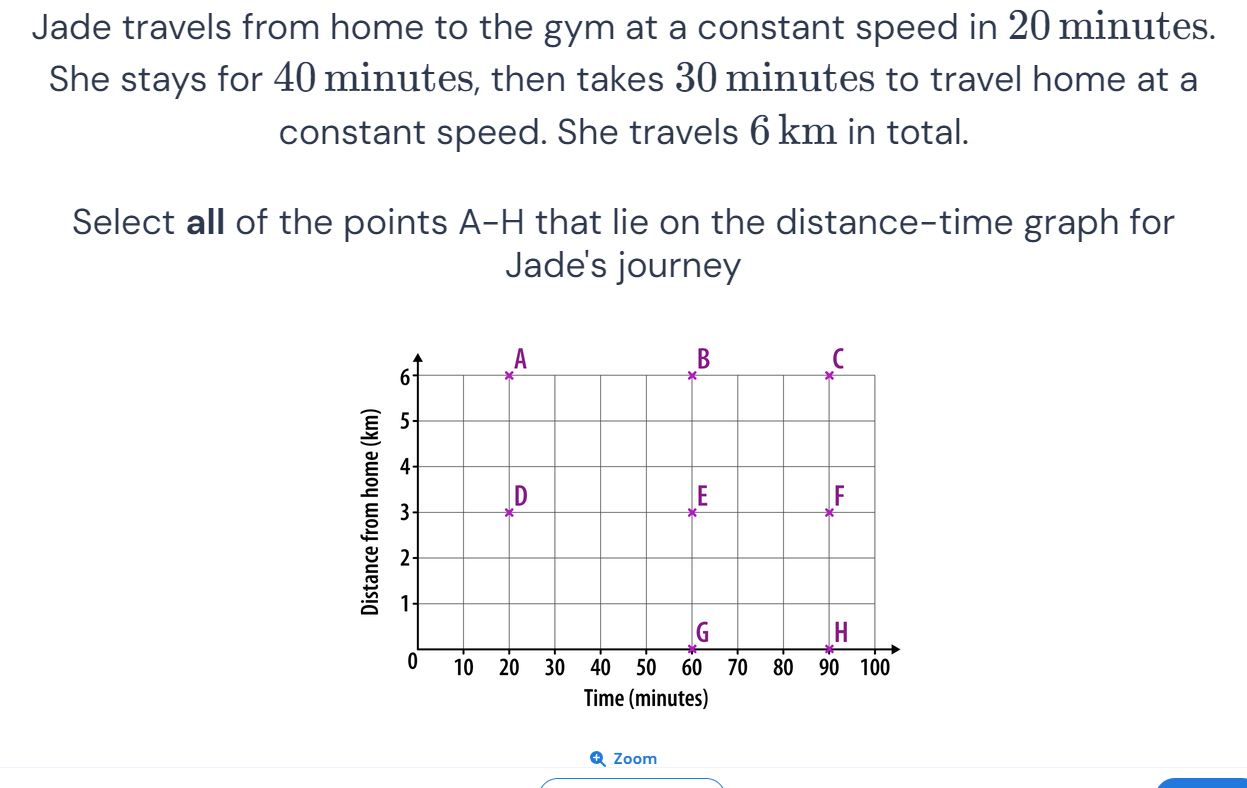 Jade travels from home to the gym at a constant speed in 20 minutes.
She stays for 40 minutes, then takes 30 minutes to travel home at a
constant speed. She travels 6 km in total.
Select all of the points A–H that lie on the distance–time graph for
Jade's journey
A B C
6
5
4
D E F
3
2
1
G H
0 10 20 30 40 50 60 70 80 90 100
Distance from home (km)
Time (minutes)
Zoom